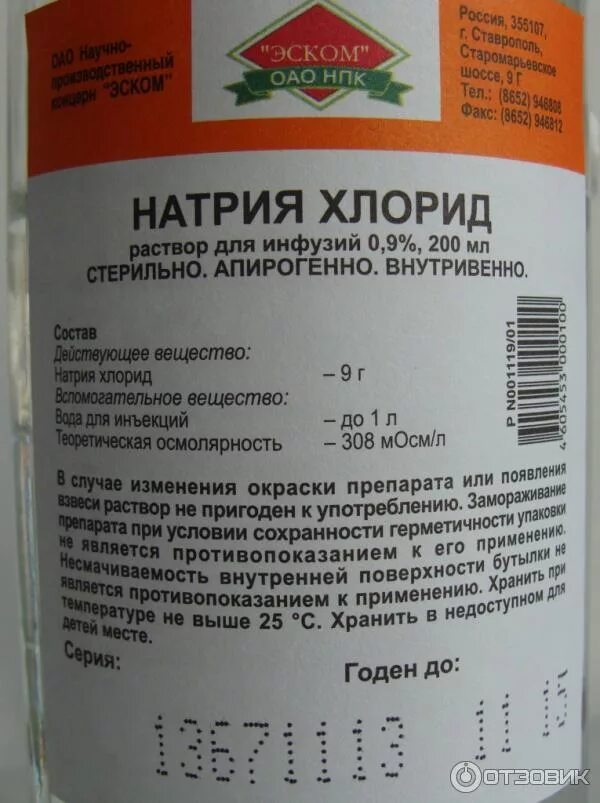 ОАО Научно-
производственный
концерн "ЭСКОМ"
"ЭСКОМ"
ОАО НПК
Россия, 355107,
г. Ставрополь,
Старомарьевское
шоссе, 9 Г
Тел.: (8652) 946808
Факс: (8652) 946812
НАТРИЯ ХЛОРИД
раствор для инфузий 0,9%, 200 мл
СТЕРИЛЬНО. АПИРОГЕННО. ВНУТРИВЕННО.
Состав
Действующее вещество:
Натрия хлорид – 9 г
Вспомогательное вещество:
Вода для инъекций – до 1 л
Теоретическая осмолярность – 308 мОсм/л
Р N001119/01
4605453000100
В случае изменения окраски препарата или появления
взвеси раствор не пригоден к употреблению. Замораживание
препарата при условии сохранности герметичности упаковки
не является противопоказанием к его применению.
Несмачиваемость внутренней поверхности бутылки не
является противопоказанием к применению. Хранить при
температуре не выше 25 °С. Хранить в недоступном для
детей месте.
Серия:
Годен до:
13671113 11 15
ОТЗОВИК